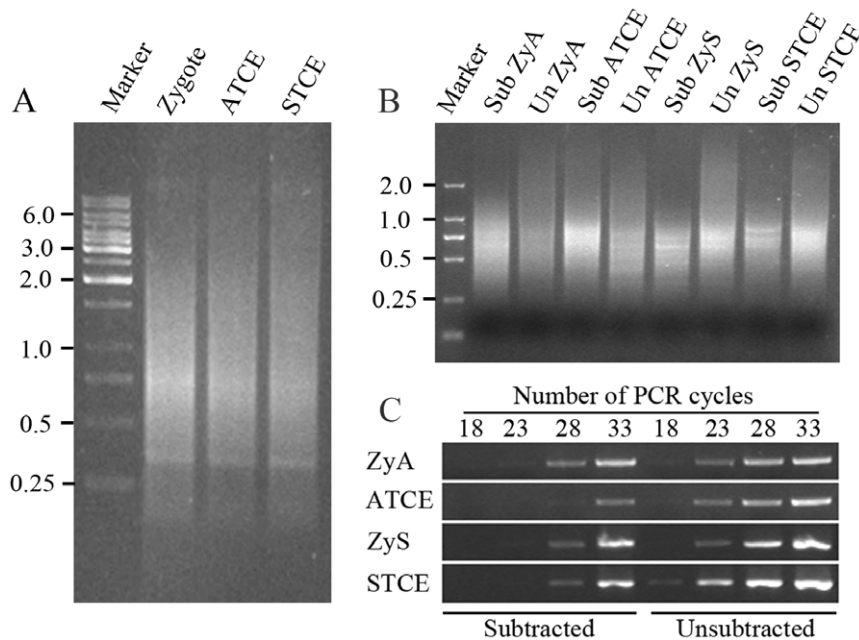 A
Marker
Zygote
ATCE
STCE
6.0
3.0
2.0
1.0
0.5
0.25
B
Marker
Sub ZyA
Un ZyA
Sub ATCE
Un ATCE
Sub ZyS
Un ZyS
Sub STCE
Un STCE
2.0
1.0
0.5
0.25
C
Number of PCR cycles
18 23 28 33 18 23 28 33
ZyA
ATCE
ZyS
STCE
Subtracted Unsubtracted